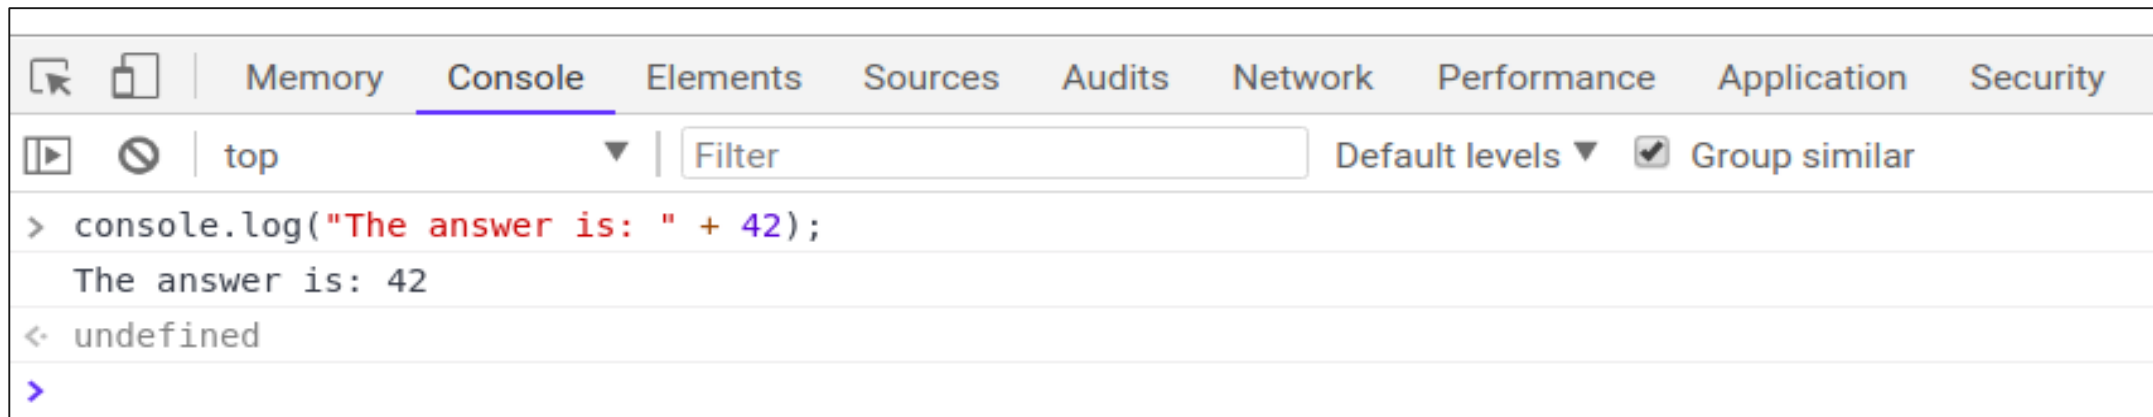 Memory Console Elements Sources Audits Network Performance Application Security
top Filter Default levels Group similar
> console.log("The answer is: " + 42);
The answer is: 42
undefined
>